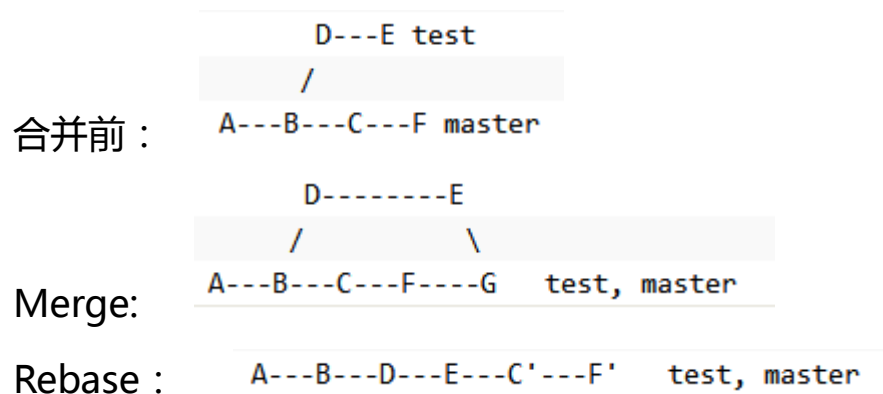 D---E test
/
合并前： A---B---C---F master
D--------E
/ \
Merge: A---B---C---F----G test, master
Rebase： A---B---D---E---C'---F' test, master